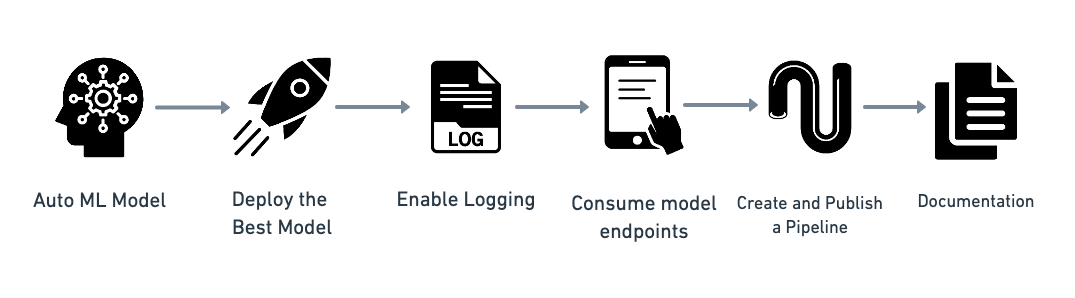 LOG
Auto ML Model
Deploy the
Best Model
Enable Logging
Consume model
endpoints
Create and Publish
a Pipeline
Documentation